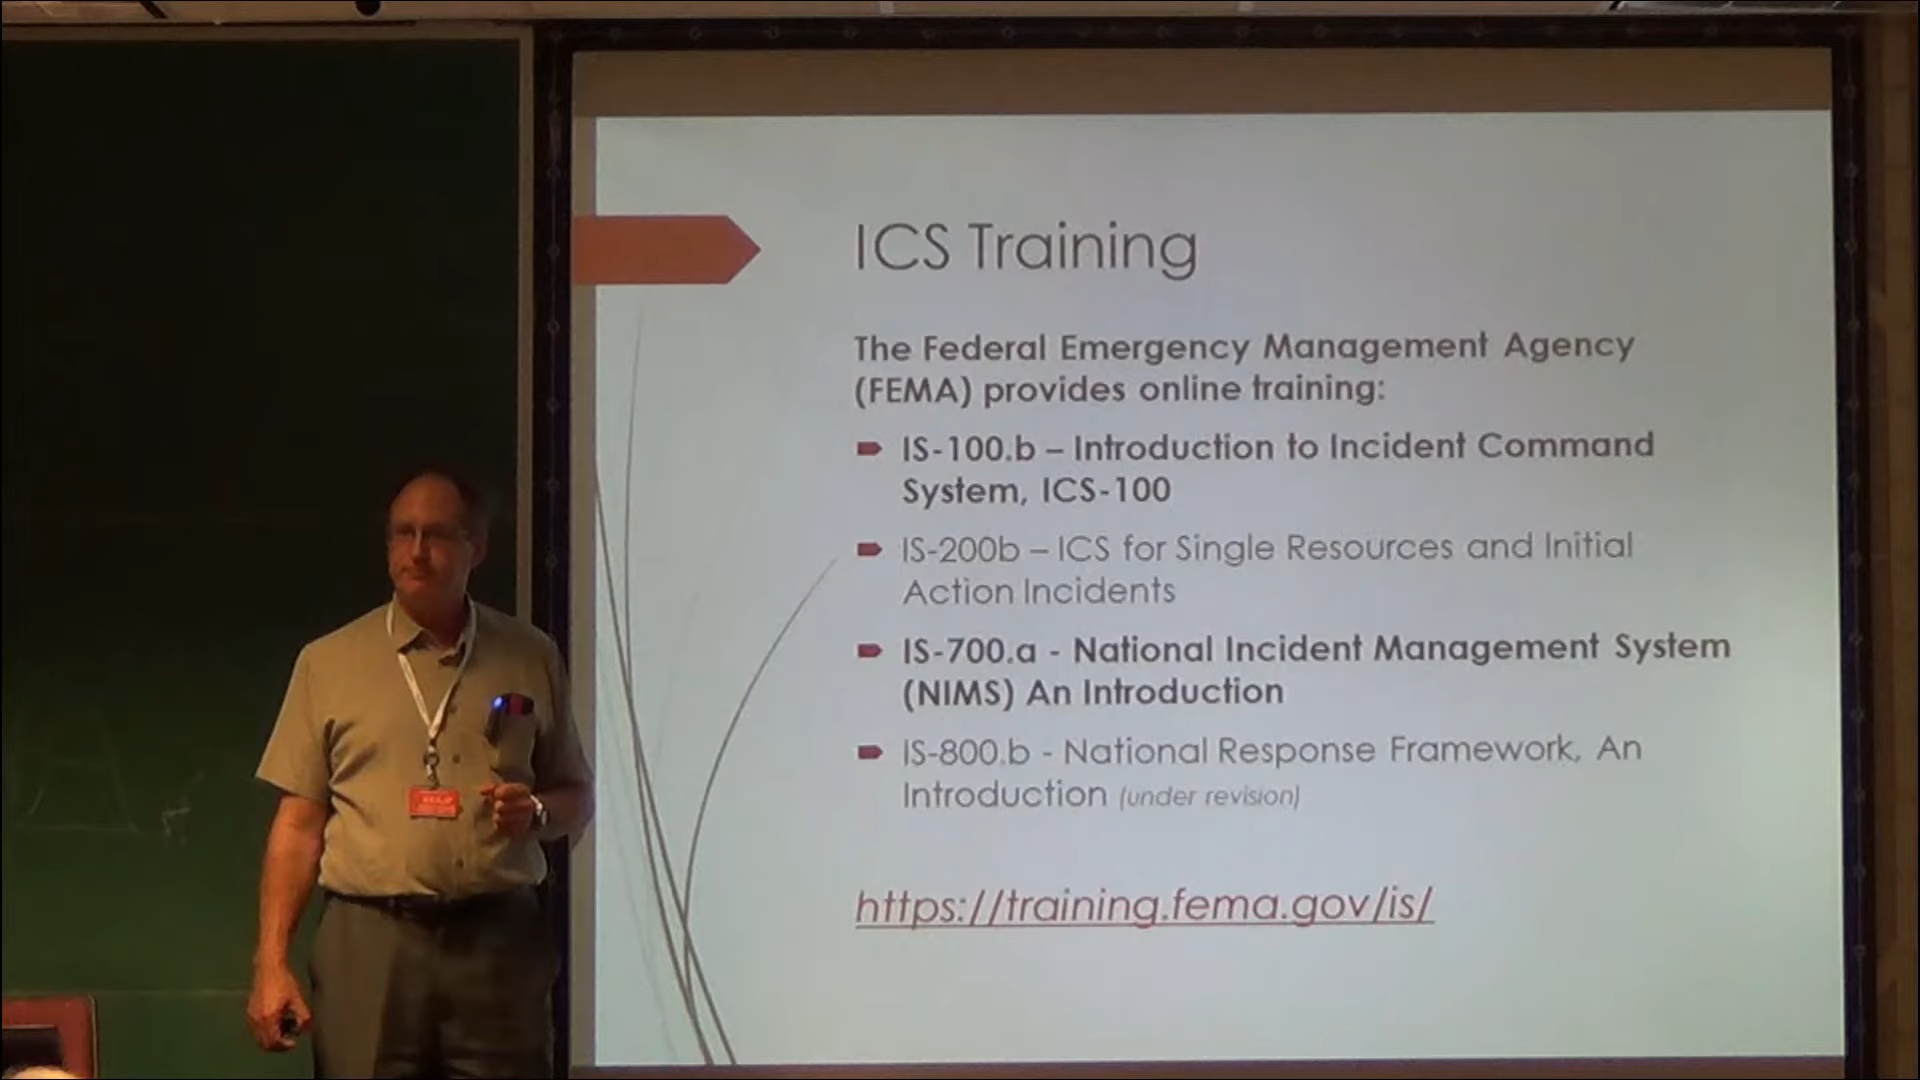 ICS Training
The Federal Emergency Management Agency
(FEMA) provides online training:
IS-100.b – Introduction to Incident Command
System, ICS-100
IS-200b – ICS for Single Resources and Initial
Action Incidents
IS-700.a - National Incident Management System
(NIMS) An Introduction
IS-800.b - National Response Framework, An
Introduction (under revision)
https://training.fema.gov/is/